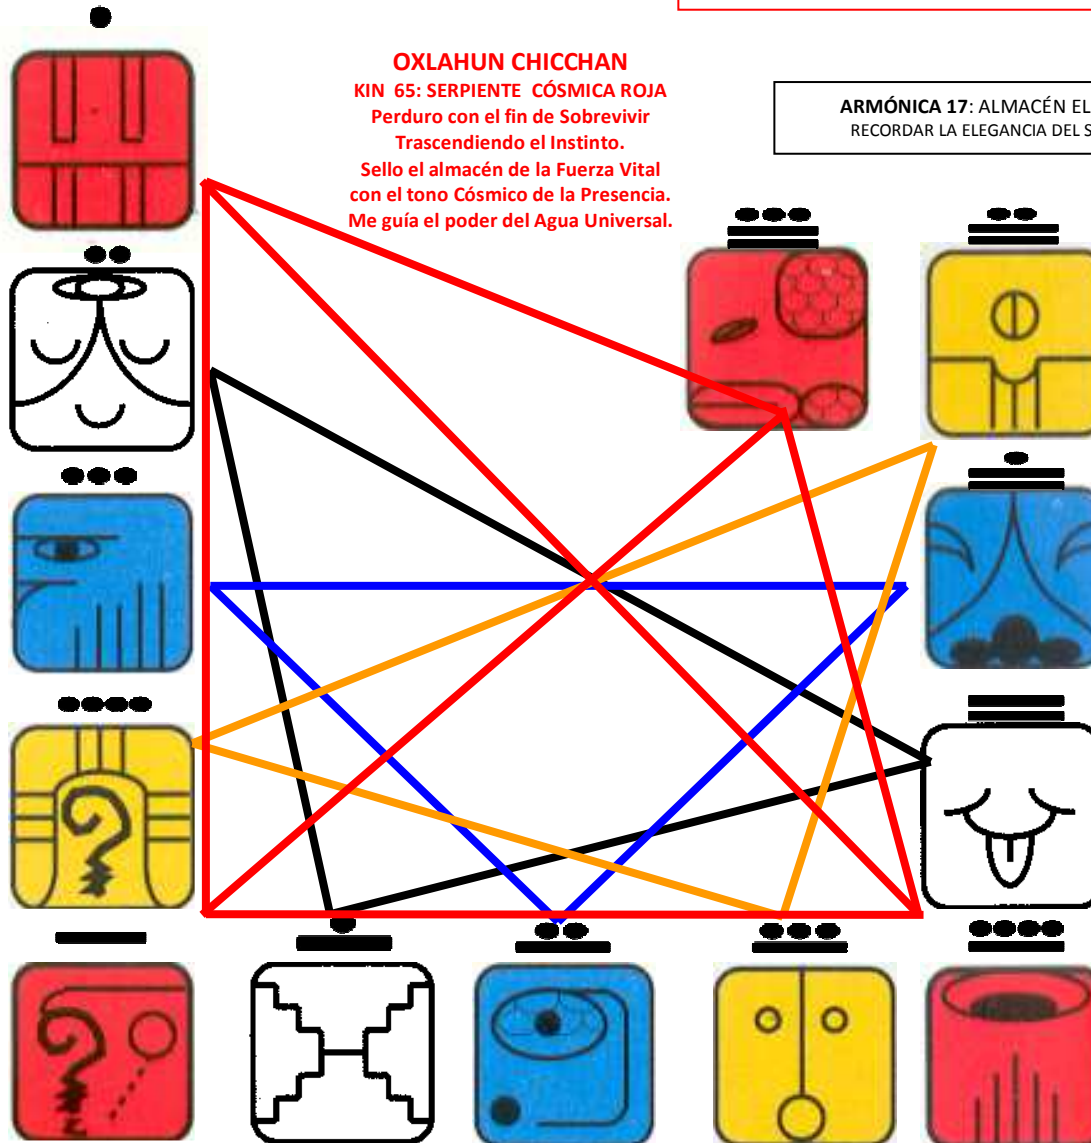 OXLAHUN CHICCHAN
KIN 65: SERPIENTE CÓSMICA ROJA
Perduro con el fin de Sobrevivir
Trascendiendo el Instinto.
Sello el almacén de la Fuerza Vital
con el tono Cósmico de la Presencia.
Me guía el poder del Agua Universal.
ARMÓNICA 17: ALMACÉN EL
RECORDAR LA ELEGANCIA DEL S